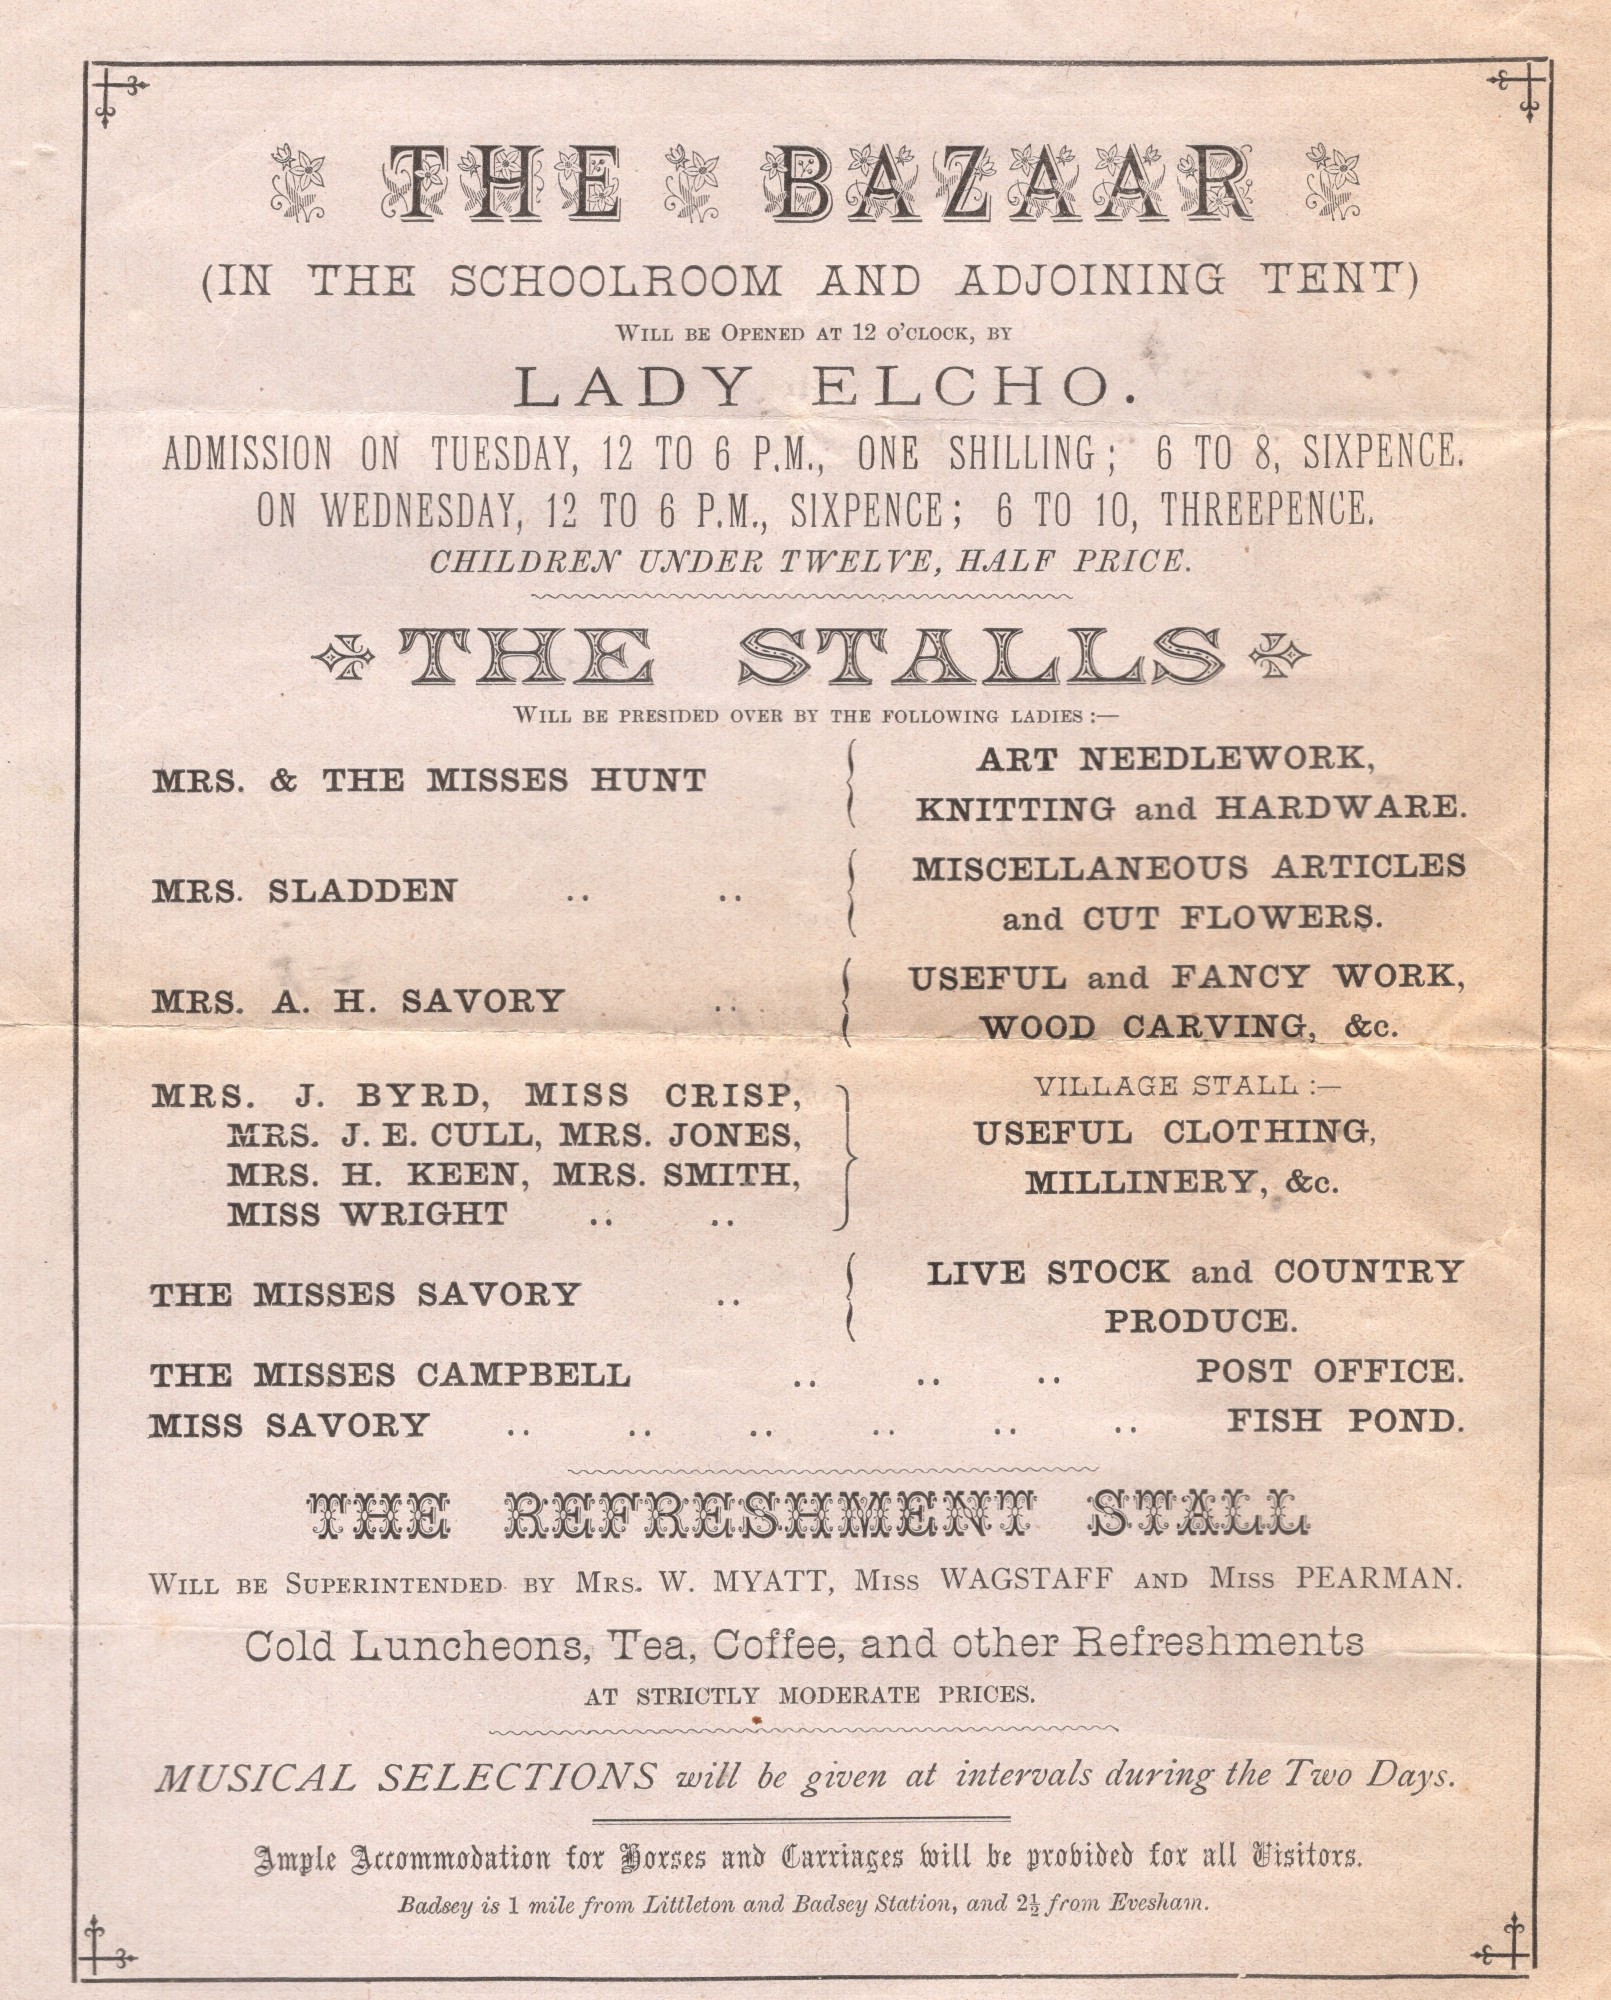 THE BAZAAR
(IN THE SCHOOLROOM AND ADJOINING TENT)
WILL BE OPENED AT 12 O'CLOCK, BY
LADY ELCHO.
ADMISSION ON TUESDAY, 12 TO 6 P.M., ONE SHILLING; 6 TO 8, SIXPENCE.
ON WEDNESDAY, 12 TO 6 P.M., SIXPENCE; 6 TO 10, THREEPENCE.
CHILDREN UNDER TWELVE, HALF PRICE.
THE STALLS
WILL BE PRESIDED OVER BY THE FOLLOWING LADIES :—
MRS. & THE MISSES HUNT
ART NEEDLEWORK,
KNITTING and HARDWARE.
MRS. SLADDEN .. ..
MISCELLANEOUS ARTICLES
and CUT FLOWERS.
MRS. A. H. SAVORY ..
USEFUL and FANCY WORK,
WOOD CARVING, &c.
MRS. J. BYRD, MISS CRISP,
MRS. J. E. CULL, MRS. JONES,
MRS. H. KEEN, MRS. SMITH,
MISS WRIGHT .. ..
VILLAGE STALL :—
USEFUL CLOTHING,
MILLINERY, &c.
THE MISSES SAVORY ..
LIVE STOCK and COUNTRY
PRODUCE.
THE MISSES CAMPBELL .. .. .. POST OFFICE.
MISS SAVORY .. .. .. .. .. .. FISH POND.
THE REFRESHMENT STALL
WILL BE SUPERINTENDED BY MRS. W. MYATT, MISS WAGSTAFF AND MISS PEARMAN.
Cold Luncheons, Tea, Coffee, and other Refreshments
AT STRICTLY MODERATE PRICES.
MUSICAL SELECTIONS will be given at intervals during the Two Days.
Ample Accommodation for Horses and Carriages will be provided for all Visitors.
Badsey is 1 mile from Littleton and Badsey Station, and 2½ from Evesham.